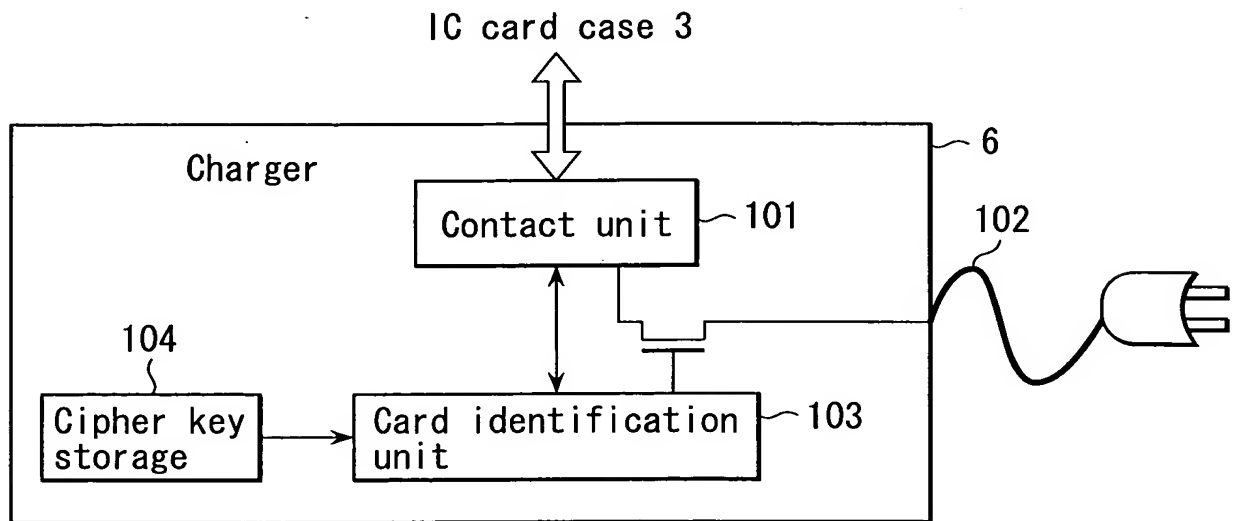 IC card case 3
6
Charger
Contact unit
101
102
104
Cipher key
storage
Card identification
unit
103